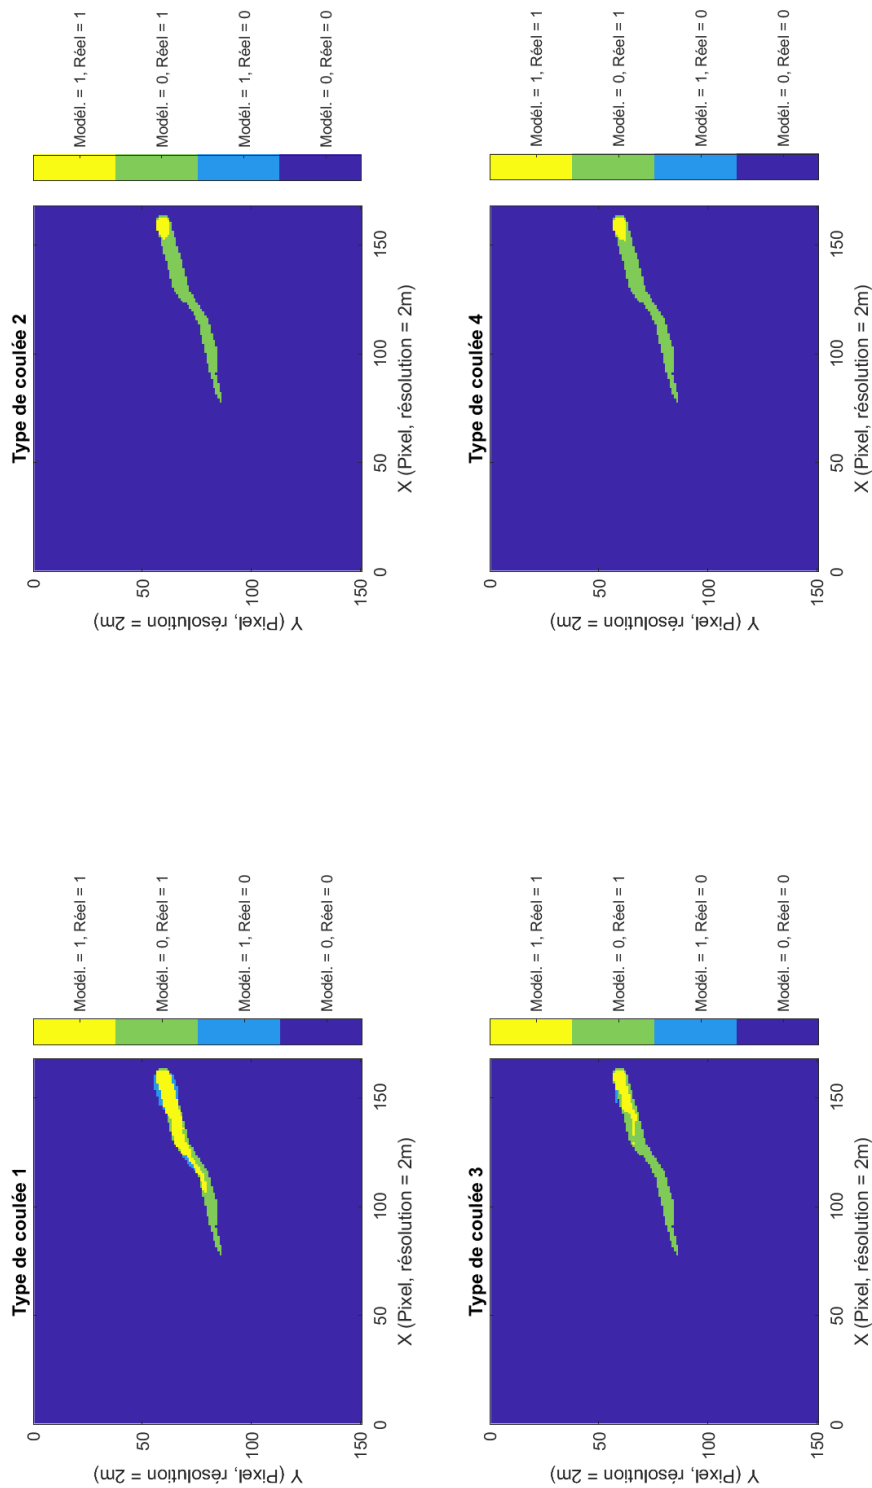 Type de coulée 1
Y (Pixel, résolution = 2m)
0
50
100
150
0
50
100
150
X (Pixel, résolution = 2m)
Modél. = 1, Réel = 1
Modél. = 0, Réel = 1
Modél. = 1, Réel = 0
Modél. = 0, Réel = 0
Type de coulée 2
Y (Pixel, résolution = 2m)
0
50
100
150
0
50
100
150
X (Pixel, résolution = 2m)
Modél. = 1, Réel = 1
Modél. = 0, Réel = 1
Modél. = 1, Réel = 0
Modél. = 0, Réel = 0
Type de coulée 3
Y (Pixel, résolution = 2m)
0
50
100
150
0
50
100
150
X (Pixel, résolution = 2m)
Modél. = 1, Réel = 1
Modél. = 0, Réel = 1
Modél. = 1, Réel = 0
Modél. = 0, Réel = 0
Type de coulée 4
Y (Pixel, résolution = 2m)
0
50
100
150
0
50
100
150
X (Pixel, résolution = 2m)
Modél. = 1, Réel = 1
Modél. = 0, Réel = 1
Modél. = 1, Réel = 0
Modél. = 0, Réel = 0